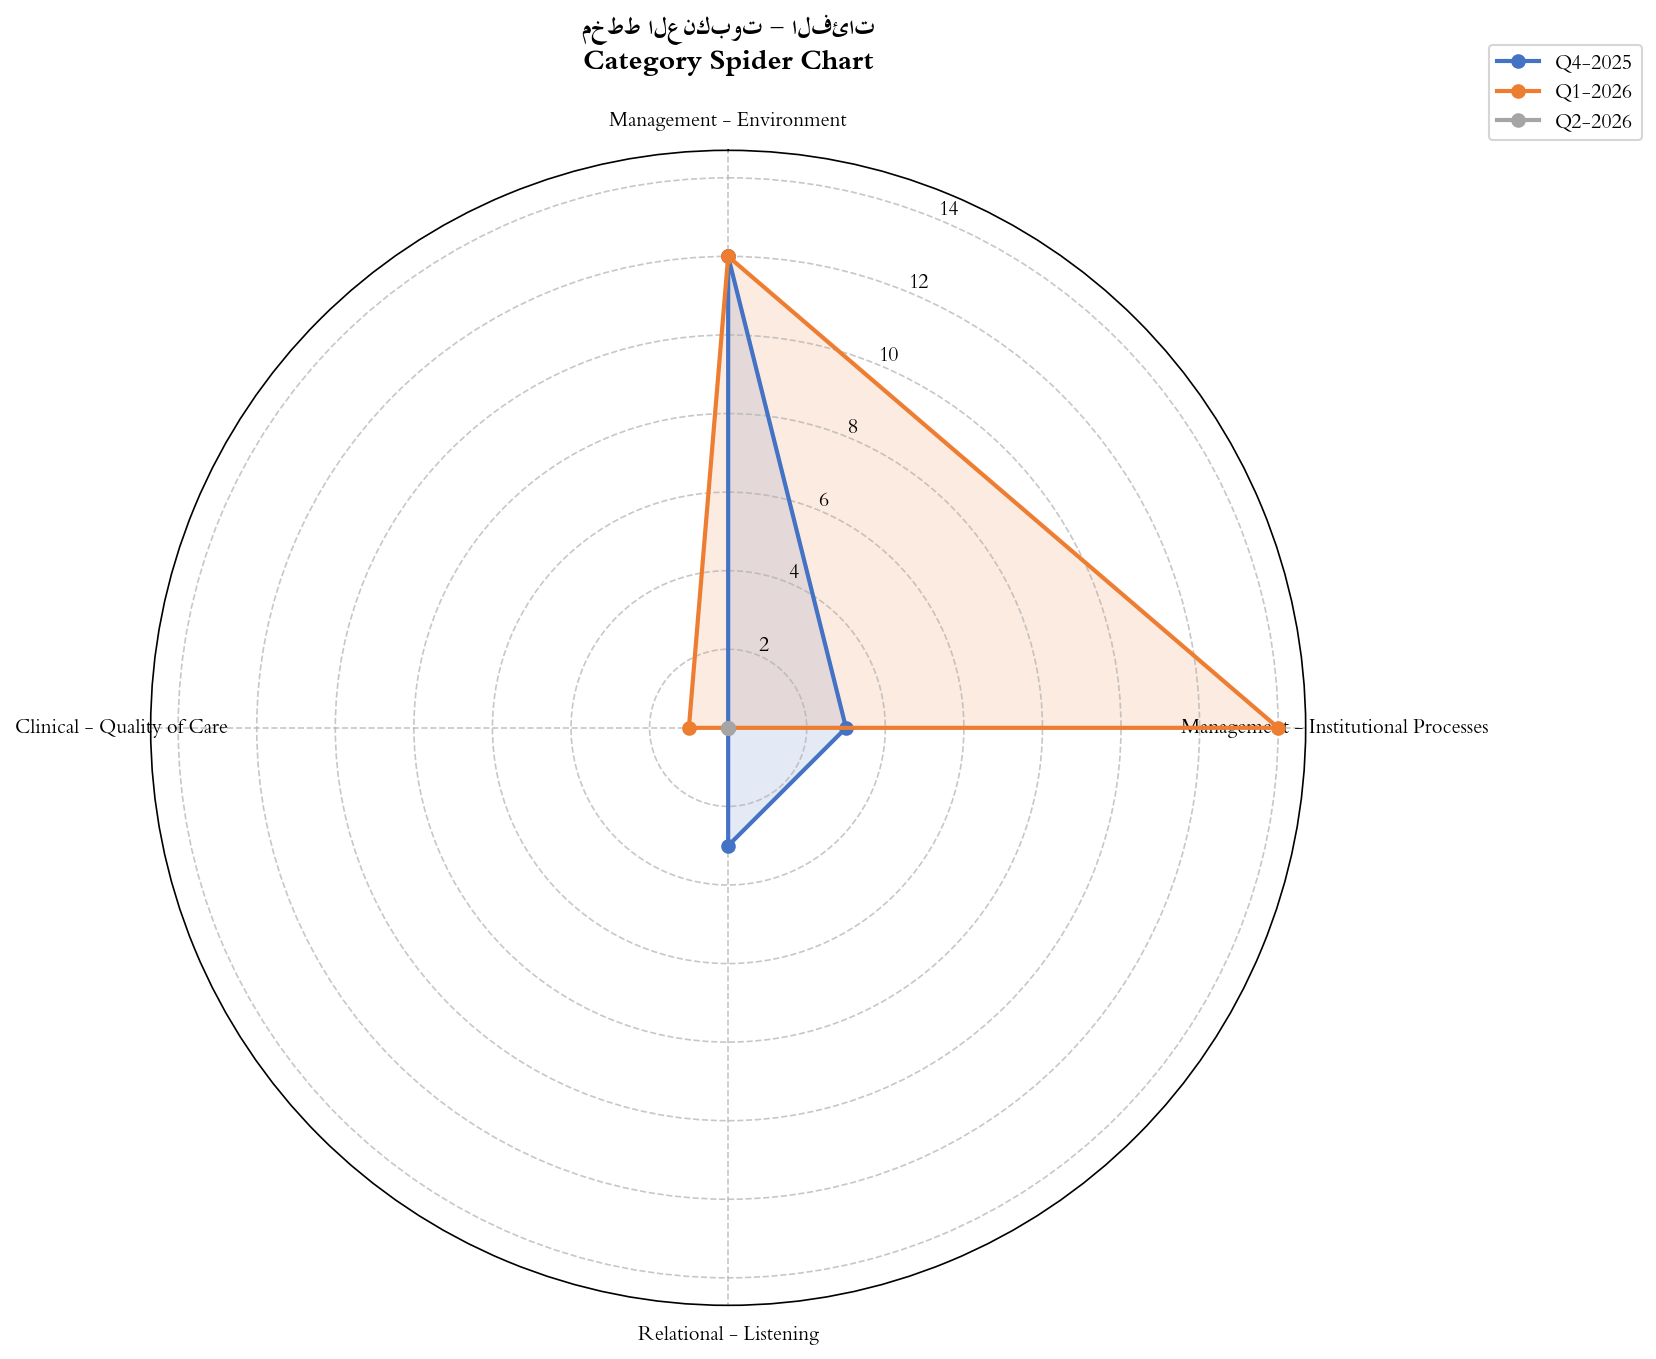 مخطط العنكبوت – الفئات
Category Spider Chart
Q4-2025
Q1-2026
Q2-2026
Management - Environment
14
12
10
8
6
4
2
Clinical - Quality of Care
Management - Institutional Processes
Relational - Listening